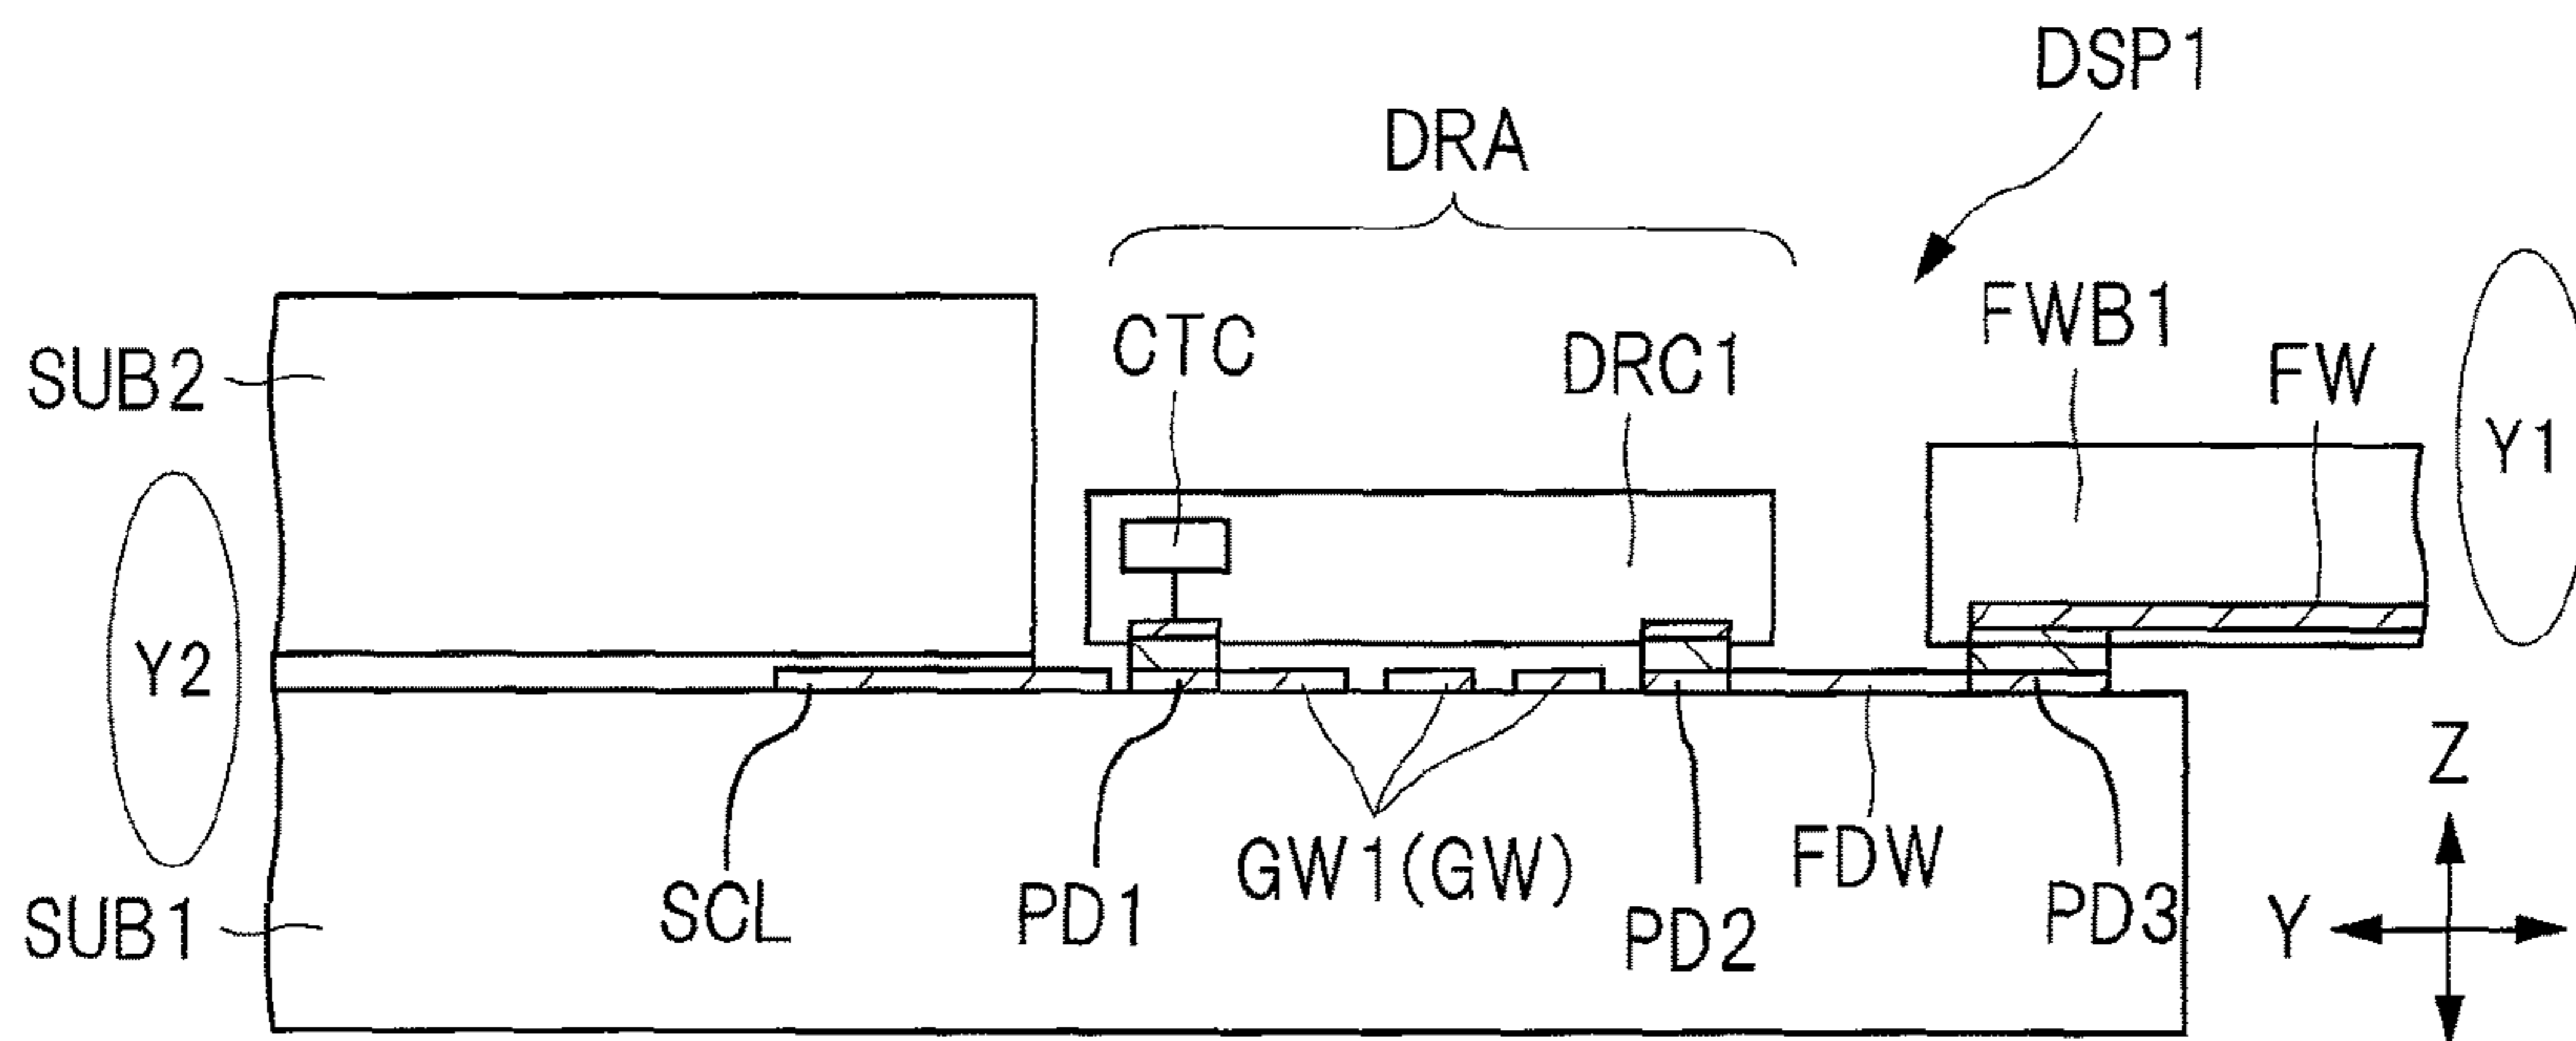 DSP1
DRA
FWB1
CTC
DRC1
FW
SUB2
Y1
Y2
Z
GW1(GW)
FDW
SCL
PD1
PD2
PD3
SUB1
Y